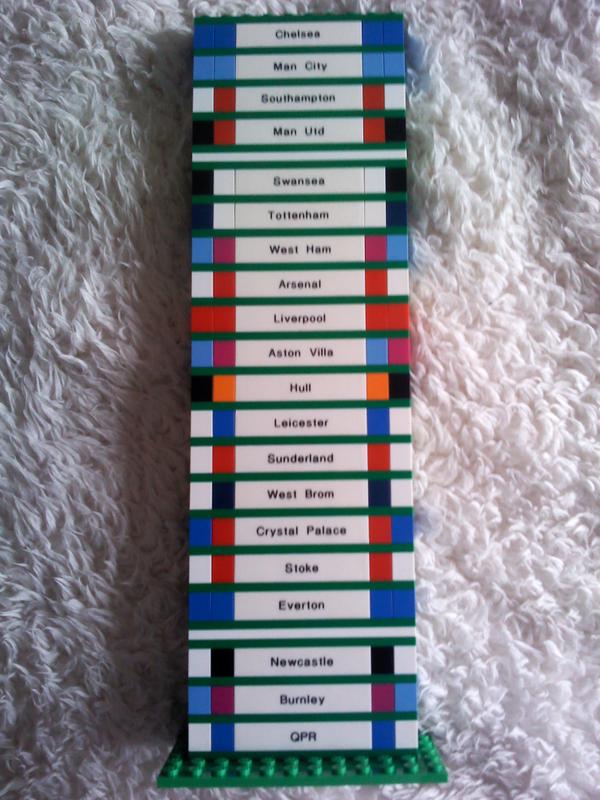 Chelsea
Man City
Southampton
Man Utd
Swansea
Tottenham
West Ham
Arsenal
Liverpool
Aston Villa
Hull
Leicester
Sunderland
West Brom
Crystal Palace
Stoke
Everton
Newcastle
Burnley
QPR